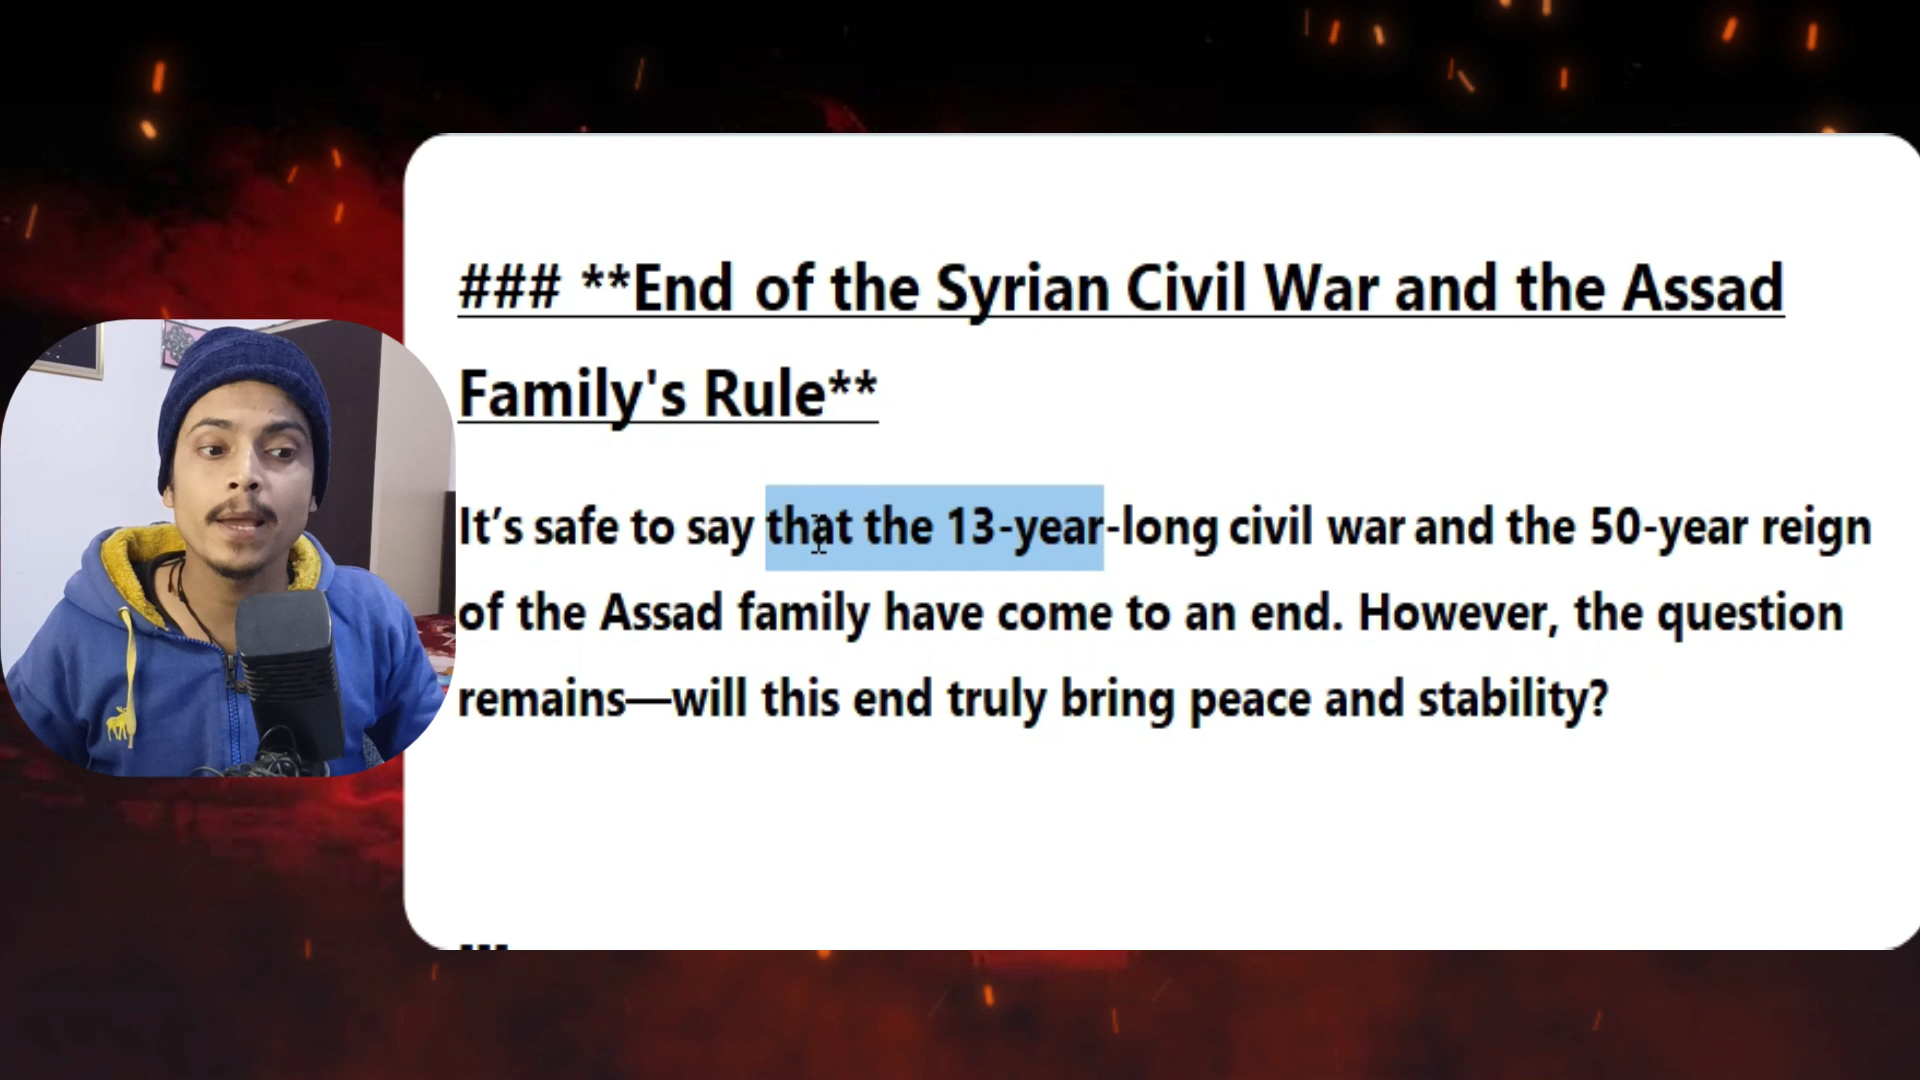 ### **End of the Syrian Civil War and the Assad
Family's Rule**
It’s safe to say that the 13-year-long civil war and the 50-year reign
of the Assad family have come to an end. However, the question
remains—will this end truly bring peace and stability?